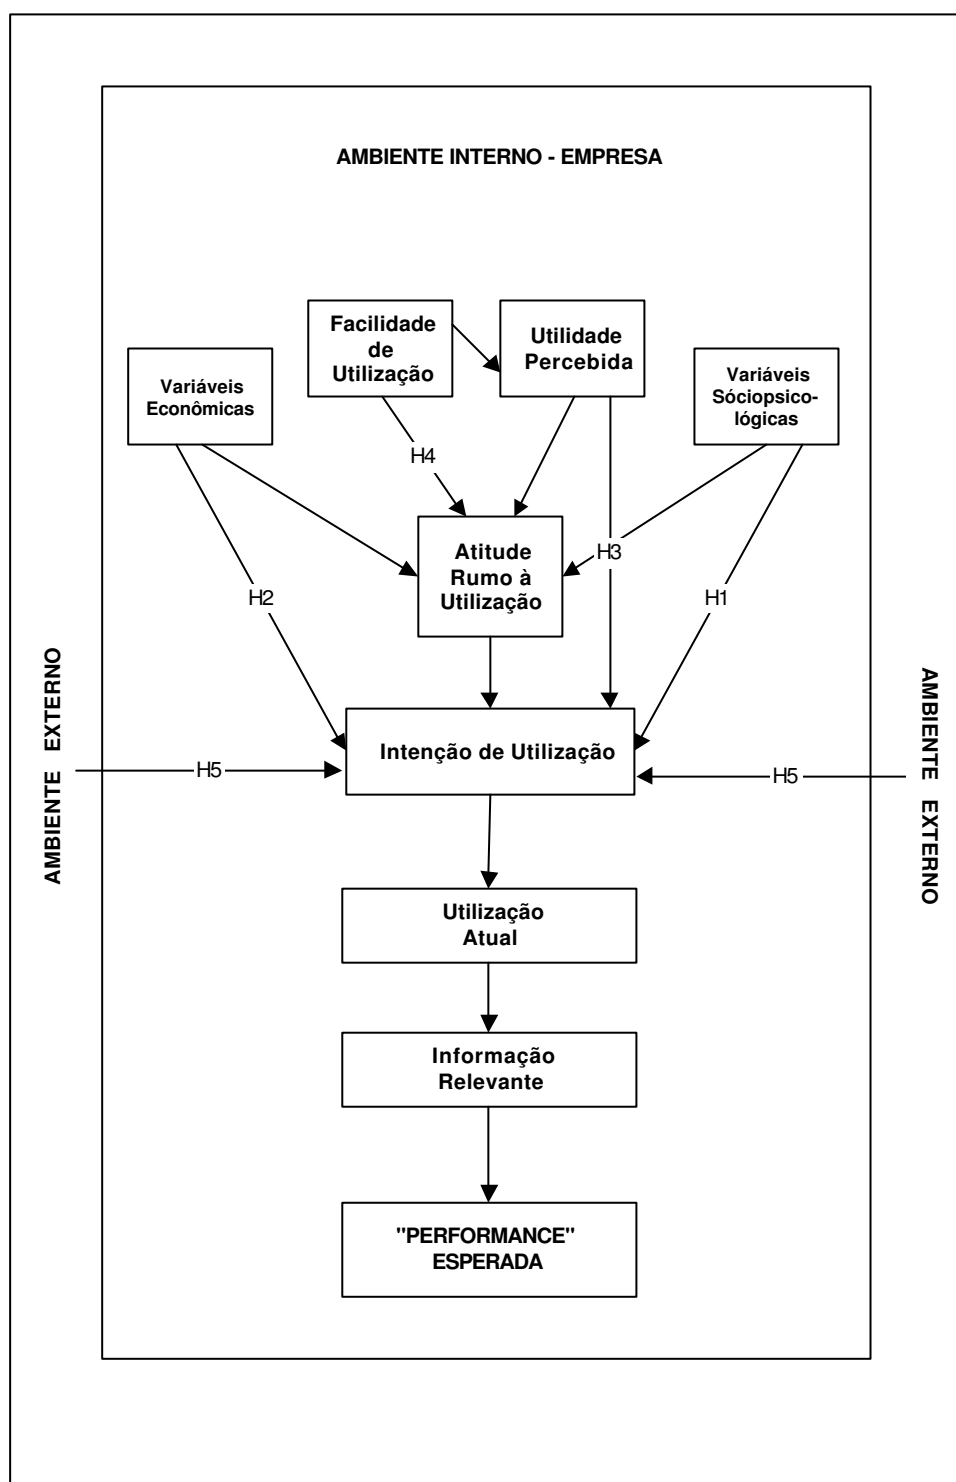 AMBIENTE INTERNO - EMPRESA
Facilidade
de
Utilização
Utilidade
Percebida
Variáveis
Econômicas
Variáveis
Sóciopsico-
lógicas
H4
H3
Atitude
Rumo à
Utilização
H2
H1
AMBIENTE EXTERNO
AMBIENTE EXTERNO
Intenção de Utilização
H5
H5
Utilização
Atual
Informação
Relevante
"PERFORMANCE"
ESPERADA